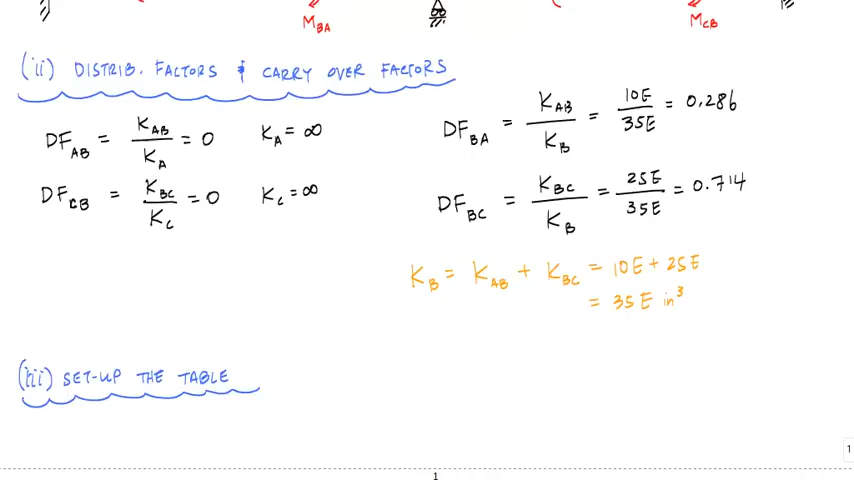 M_BA
M_CB
(ii) DISTRIB. FACTORS & CARRY OVER FACTORS
DF_AB = K_AB / K_A = 0 K_A = ∞
DF_CB = K_BC / K_C = 0 K_C = ∞
DF_BA = K_AB / K_B = 10E / 35E = 0.286
DF_BC = K_BC / K_B = 25E / 35E = 0.714
K_B = K_AB + K_BC = 10E + 25E
= 35E in³
(iii) SET-UP THE TABLE
1
1